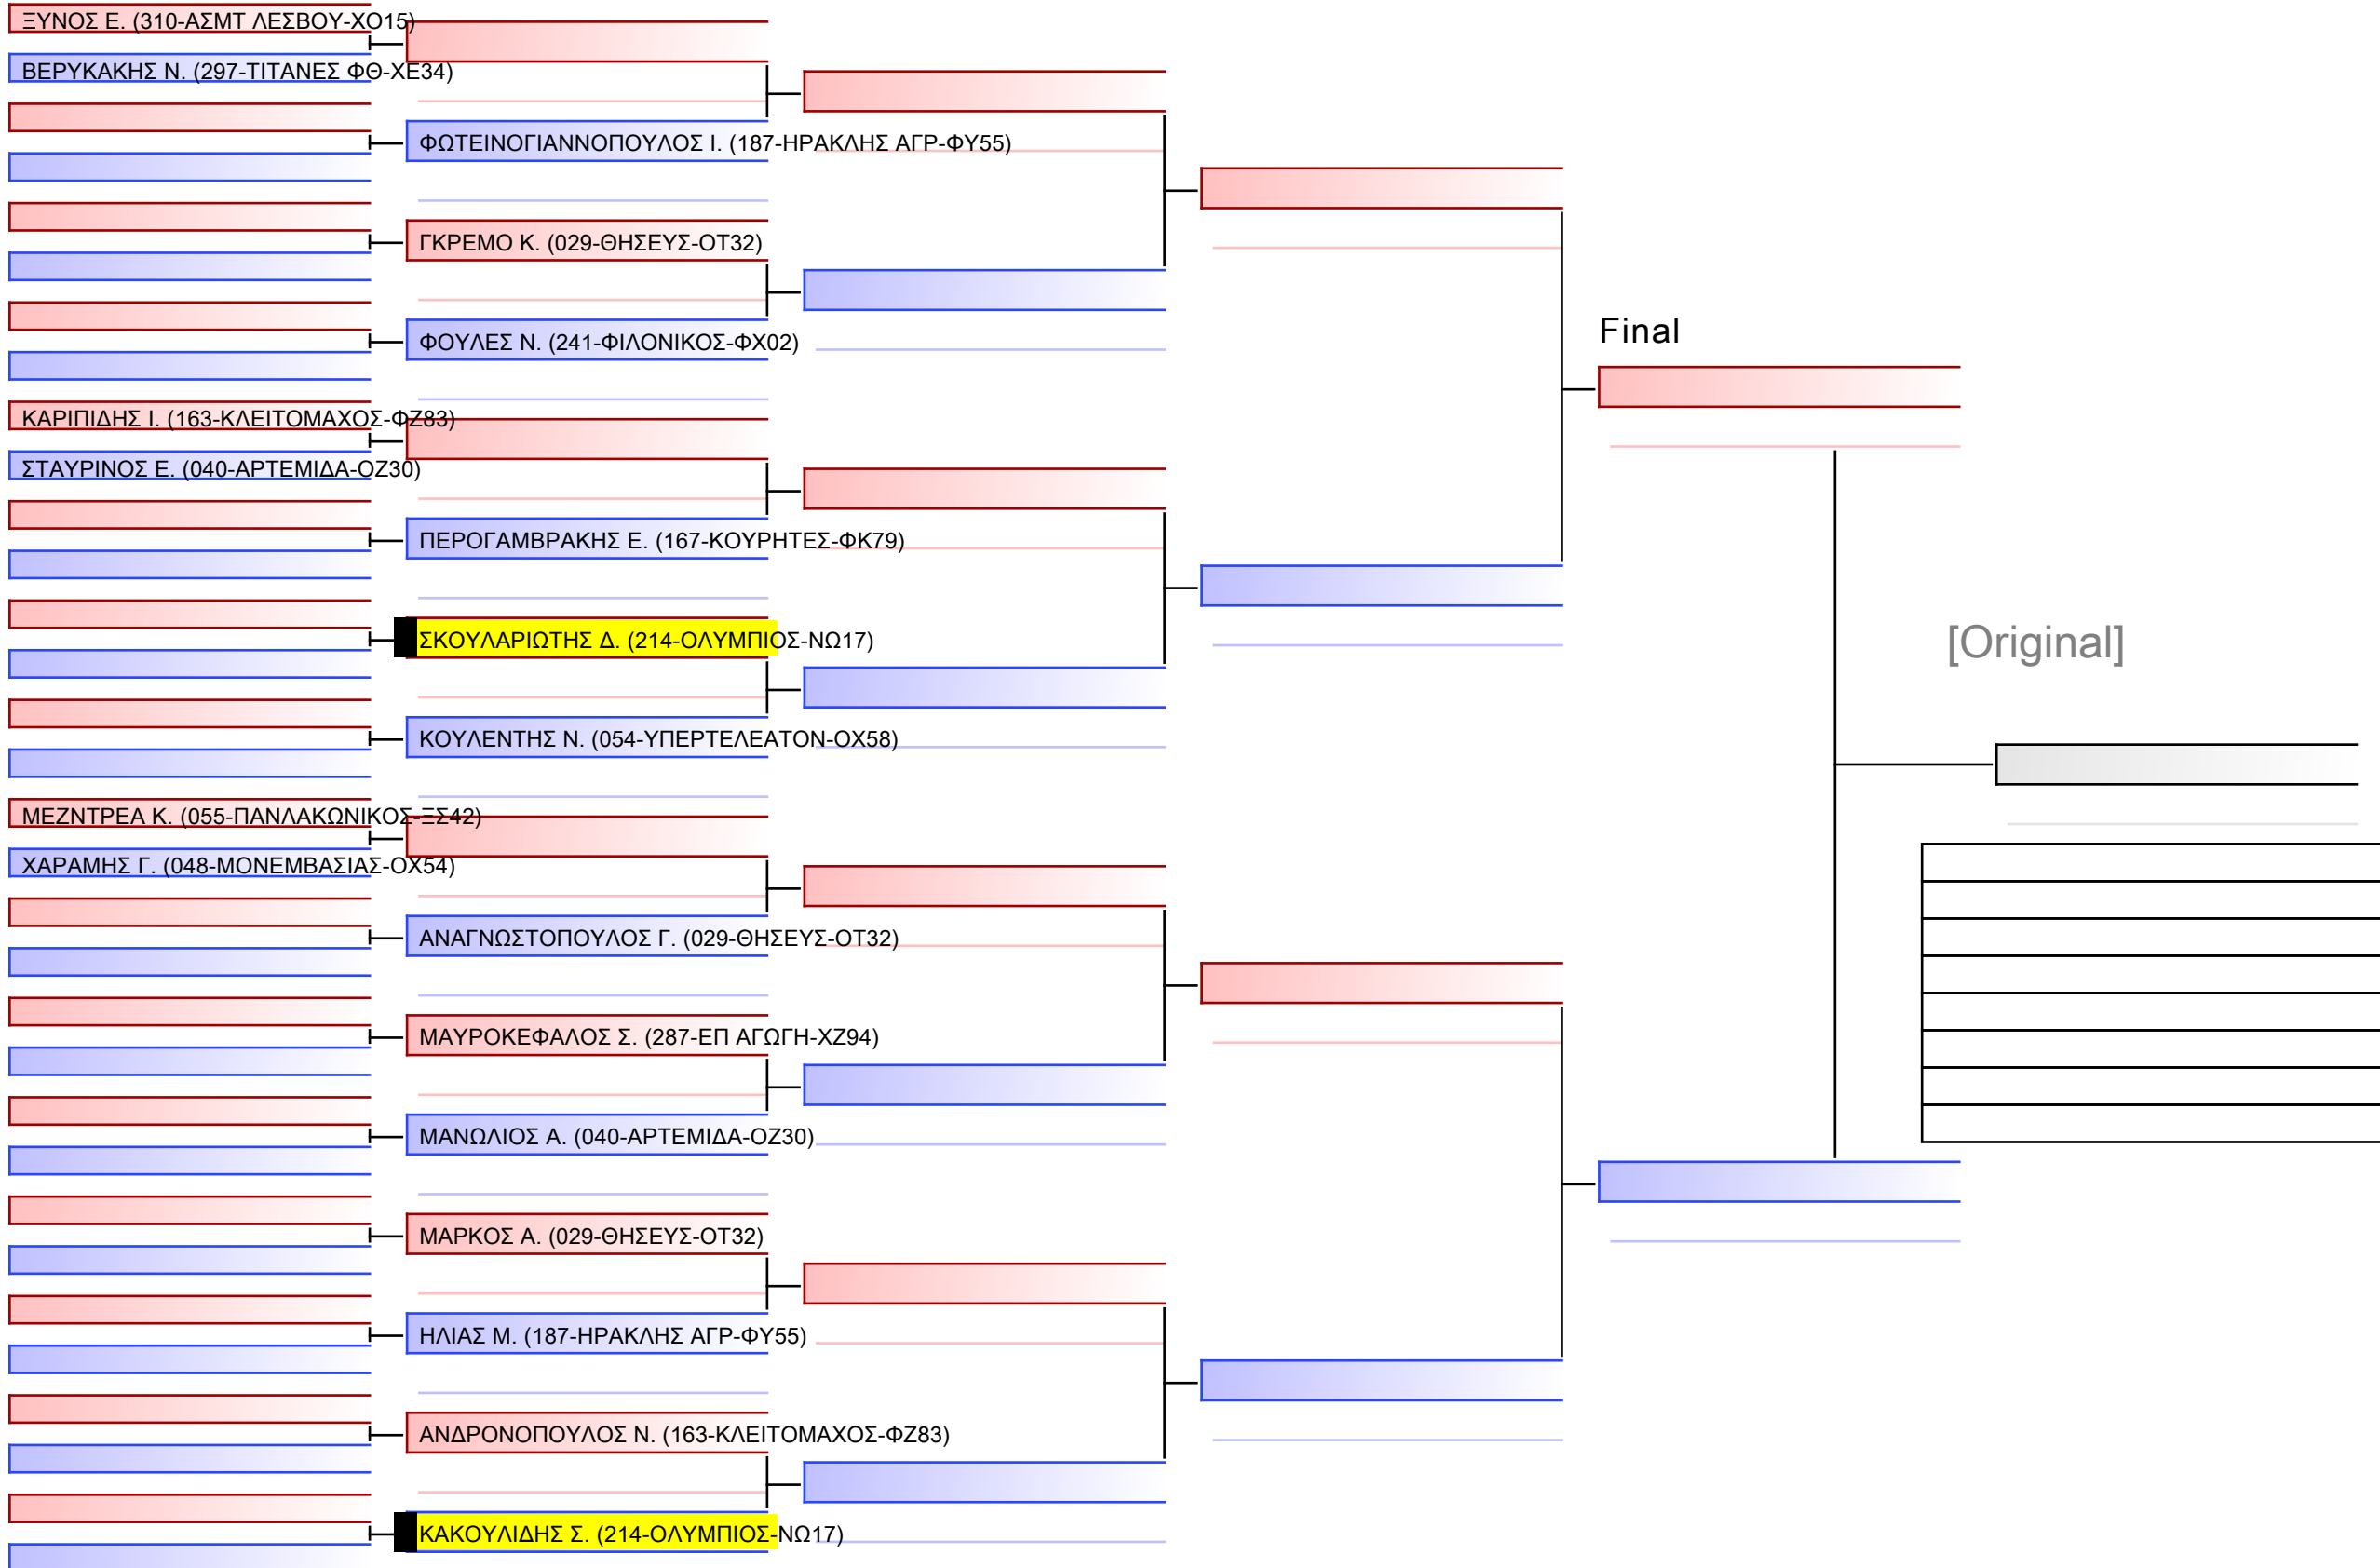 ΞΥΝΟΣ Ε. (310-ΑΣΜΤ ΛΕΣΒΟΥ-ΧΟ15)
ΒΕΡΥΚΑΚΗΣ Ν. (297-ΤΙΤΑΝΕΣ ΦΘ-ΧΕ34)
ΦΩΤΕΙΝΟΓΙΑΝΝΟΠΟΥΛΟΣ Ι. (187-ΗΡΑΚΛΗΣ ΑΓΡ-ΦΥ55)
ΓΚΡΕΜΟ Κ. (029-ΘΗΣΕΥΣ-ΟΤ32)
Final
ΦΟΥΛΕΣ Ν. (241-ΦΙΛΟΝΙΚΟΣ-ΦΧ02)
ΚΑΡΙΠΙΔΗΣ Ι. (163-ΚΛΕΙΤΟΜΑΧΟΣ-ΦΖ83)
ΣΤΑΥΡΙΝΟΣ Ε. (040-ΑΡΤΕΜΙΔΑ-ΟΖ30)
ΠΕΡΟΓΑΜΒΡΑΚΗΣ Ε. (167-ΚΟΥΡΗΤΕΣ-ΦΚ79)
ΣΚΟΥΛΑΡΙΩΤΗΣ Δ. (214-ΟΛΥΜΠΙΟΣ-ΝΩ17)
[Original]
ΚΟΥΛΕΝΤΗΣ Ν. (054-ΥΠΕΡΤΕΛΕΑΤΟΝ-ΟΧ58)
ΜΕΖΝΤΡΕΑ Κ. (055-ΠΑΝΛΑΚΩΝΙΚΟΣ-ΞΣ42)
ΧΑΡΑΜΗΣ Γ. (048-ΜΟΝΕΜΒΑΣΙΑΣ-ΟΧ54)
ΑΝΑΓΝΩΣΤΟΠΟΥΛΟΣ Γ. (029-ΘΗΣΕΥΣ-ΟΤ32)
ΜΑΥΡΟΚΕΦΑΛΟΣ Σ. (287-ΕΠ ΑΓΩΓΗ-ΧΖ94)
ΜΑΝΩΛΙΟΣ Α. (040-ΑΡΤΕΜΙΔΑ-ΟΖ30)
ΜΑΡΚΟΣ Α. (029-ΘΗΣΕΥΣ-ΟΤ32)
ΗΛΙΑΣ Μ. (187-ΗΡΑΚΛΗΣ ΑΓΡ-ΦΥ55)
ΑΝΔΡΟΝΟΠΟΥΛΟΣ Ν. (163-ΚΛΕΙΤΟΜΑΧΟΣ-ΦΖ83)
ΚΑΚΟΥΛΙΔΗΣ Σ. (214-ΟΛΥΜΠΙΟΣ-ΝΩ17)